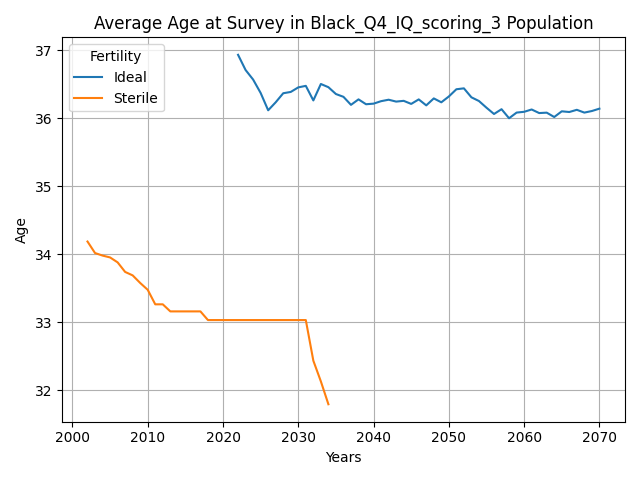 Average Age at Survey in Black_Q4_IQ_scoring_3 Population
Fertility
Ideal
Sterile
37
36
35
34
33
32
Age
2000 2010 2020 2030 2040 2050 2060 2070
Years